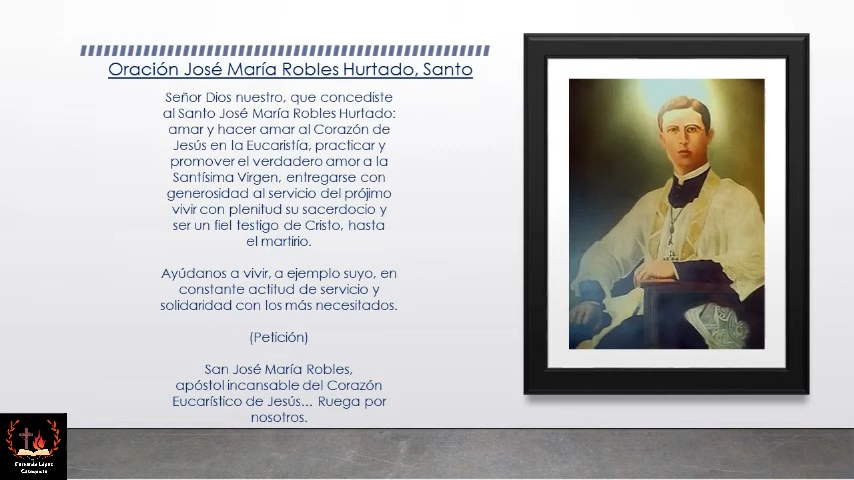 Oración José María Robles Hurtado, Santo
Señor Dios nuestro, que concediste
al Santo José María Robles Hurtado:
amar y hacer amar al Corazón de
Jesús en la Eucaristía, practicar y
promover el verdadero amor a la
Santísima Virgen, entregarse con
generosidad al servicio del prójimo
vivir con plenitud su sacerdocio y
ser un fiel testigo de Cristo, hasta
el martirio.
Ayúdanos a vivir, a ejemplo suyo, en
constante actitud de servicio y
solidaridad con los más necesitados.
(Petición)
San José María Robles,
apóstol incansable del Corazón
Eucarístico de Jesús... Ruega por
nosotros.